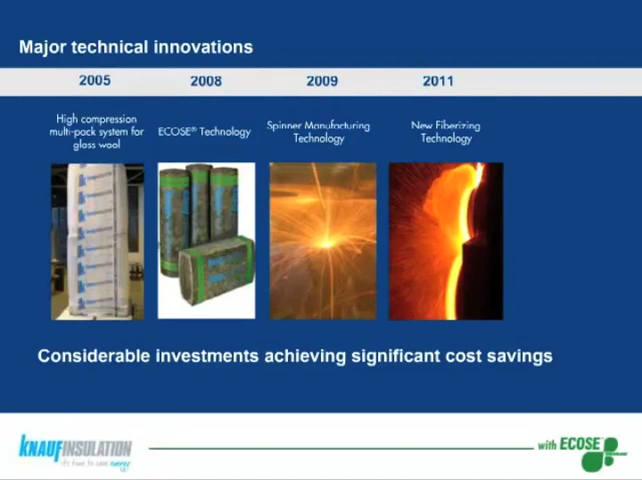 Major technical innovations
2005 2008 2009 2011
High compression
multi-pack system for
glass wool
ECOSE® Technology
Spinner Manufacturing
Technology
New Fiberizing
Technology
Considerable investments achieving significant cost savings
KNAUFINSULATION
it's time to save energy
with ECOSE